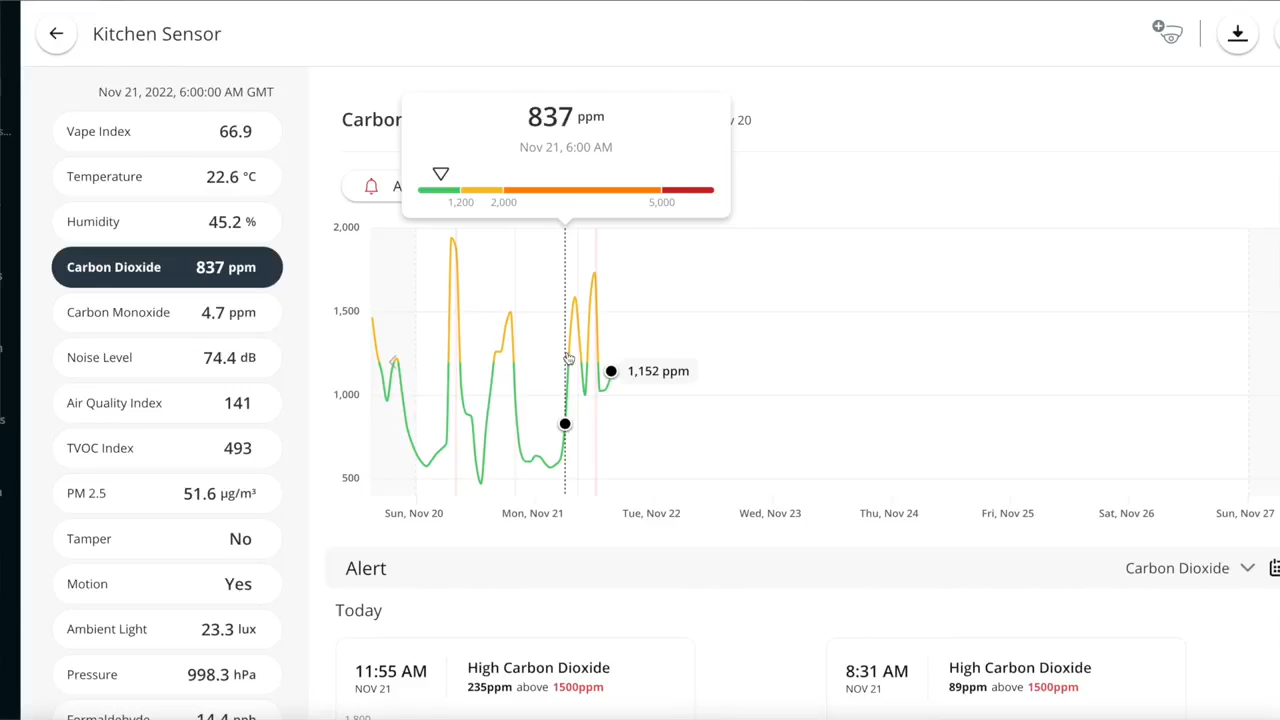 Kitchen Sensor
Nov 21, 2022, 6:00:00 AM GMT
Vape Index 66.9
Temperature 22.6 °C
Humidity 45.2 %
Carbon Dioxide 837 ppm
Carbon Monoxide 4.7 ppm
Noise Level 74.4 dB
Air Quality Index 141
TVOC Index 493
PM 2.5 51.6 µg/m³
Tamper No
Motion Yes
Ambient Light 23.3 lux
Pressure 998.3 hPa
Formaldehyde 14.4 ppb
837 ppm
Nov 21, 6:00 AM
1,200 2,000 5,000
20
2,000
1,500
1,000
500
1,152 ppm
Sun, Nov 20 Mon, Nov 21 Tue, Nov 22 Wed, Nov 23 Thu, Nov 24 Fri, Nov 25 Sat, Nov 26 Sun, Nov 27
Alert Carbon Dioxide
Today
11:55 AM
NOV 21
High Carbon Dioxide
235ppm above 1500ppm
1,800
8:31 AM
NOV 21
High Carbon Dioxide
89ppm above 1500ppm